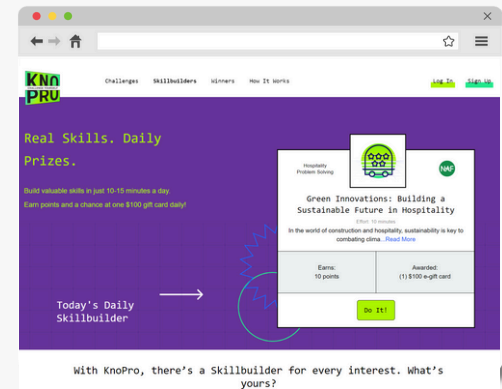 KNO
PRU
Challenges Skillbuilders Winners How It Works
Log In Sign Up
Real Skills. Daily
Prizes.
Build valuable skills in just 10-15 minutes a day.
Earn points and a chance at one $100 gift card daily!
Today's Daily
Skillbuilder
Hospitality
Problem Solving
NAF
Green Innovations: Building a
Sustainable Future in Hospitality
Effort: 10 minutes
In the world of construction and hospitality, sustainability is key to
combating clima...Read More
Earns:
10 points
Awarded:
(1) $100 e-gift card
Do It!
With KnoPro, there's a Skillbuilder for every interest. What's
yours?